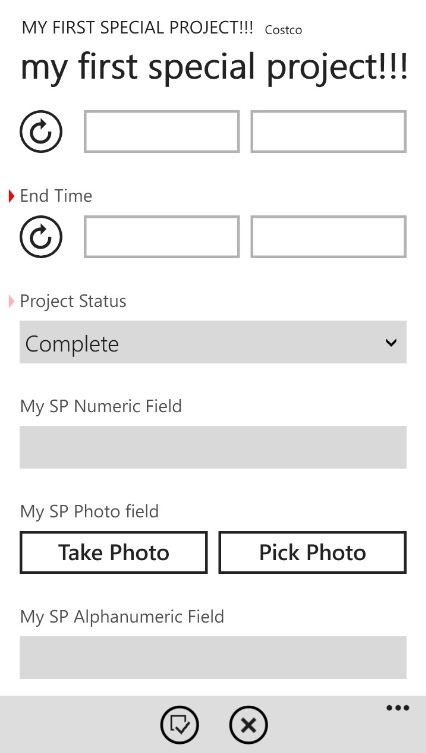 MY FIRST SPECIAL PROJECT!!! Costco
my first special project!!!
End Time
Project Status
Complete
My SP Numeric Field
My SP Photo field
Take Photo Pick Photo
My SP Alphanumeric Field